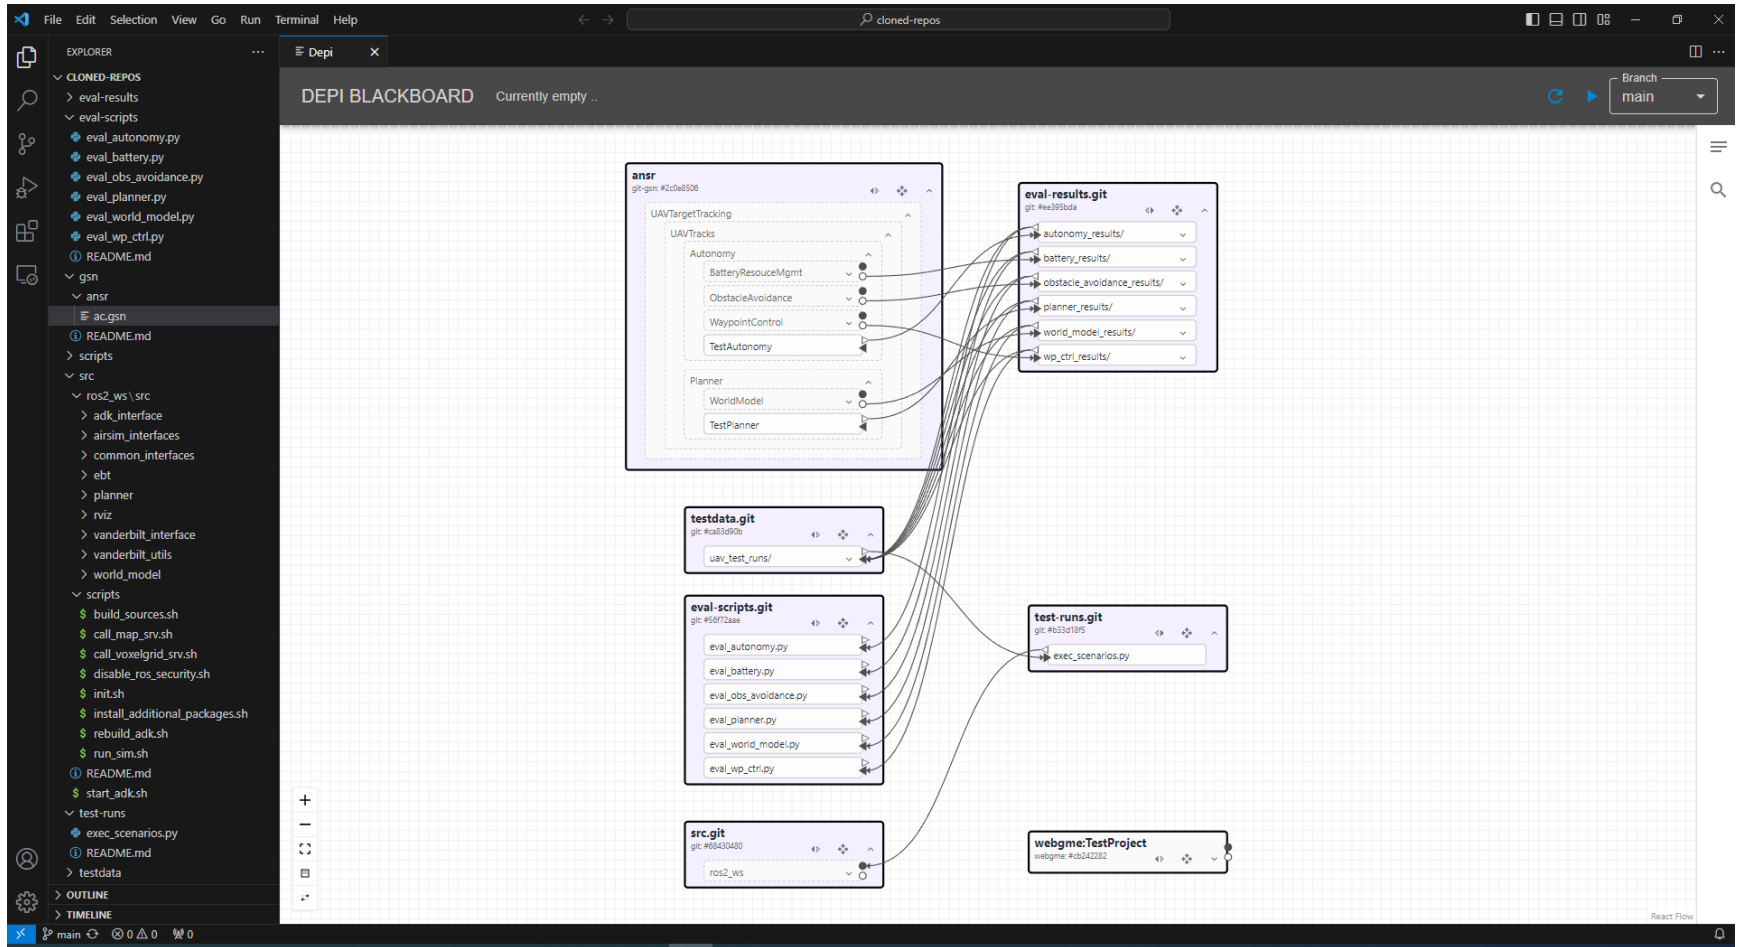 File Edit Selection View Go Run Terminal Help
cloned-repos
EXPLORER
CLONED-REPOS
eval-results
eval-scripts
eval_autonomy.py
eval_battery.py
eval_obs_avoidance.py
eval_planner.py
eval_world_model.py
eval_wp_ctrl.py
README.md
gsn
ansr
ac.gsn
README.md
scripts
src
ros2_ws\src
adk_interface
airsim_interfaces
common_interfaces
ebt
planner
rviz
vanderbilt_interface
vanderbilt_utils
world_model
scripts
$ build_sources.sh
$ call_map_srv.sh
$ call_voxelgrid_srv.sh
$ disable_ros_security.sh
$ init.sh
$ install_additional_packages.sh
$ rebuild_adk.sh
$ run_sim.sh
README.md
$ start_adk.sh
test-runs
exec_scenarios.py
README.md
testdata
OUTLINE
TIMELINE
main 0 0 0
Depi
DEPI BLACKBOARD Currently empty ..
Branch
main
ansr
git-gsn: #2c0e8506
UAVTargetTracking
UAVTracks
Autonomy
BatteryResouceMgmt
ObstacleAvoidance
WaypointControl
TestAutonomy
Planner
WorldModel
TestPlanner
eval-results.git
git: #ee395bda
autonomy_results/
battery_results/
obstacle_avoidance_results/
planner_results/
world_model_results/
wp_ctrl_results/
testdata.git
git: #ca83d90b
uav_test_runs/
eval-scripts.git
git: #56f72aae
eval_autonomy.py
eval_battery.py
eval_obs_avoidance.py
eval_planner.py
eval_world_model.py
eval_wp_ctrl.py
test-runs.git
git: #b33d18f5
exec_scenarios.py
src.git
git: #68430480
ros2_ws
webgme:TestProject
webgme: #cb242282
React Flow